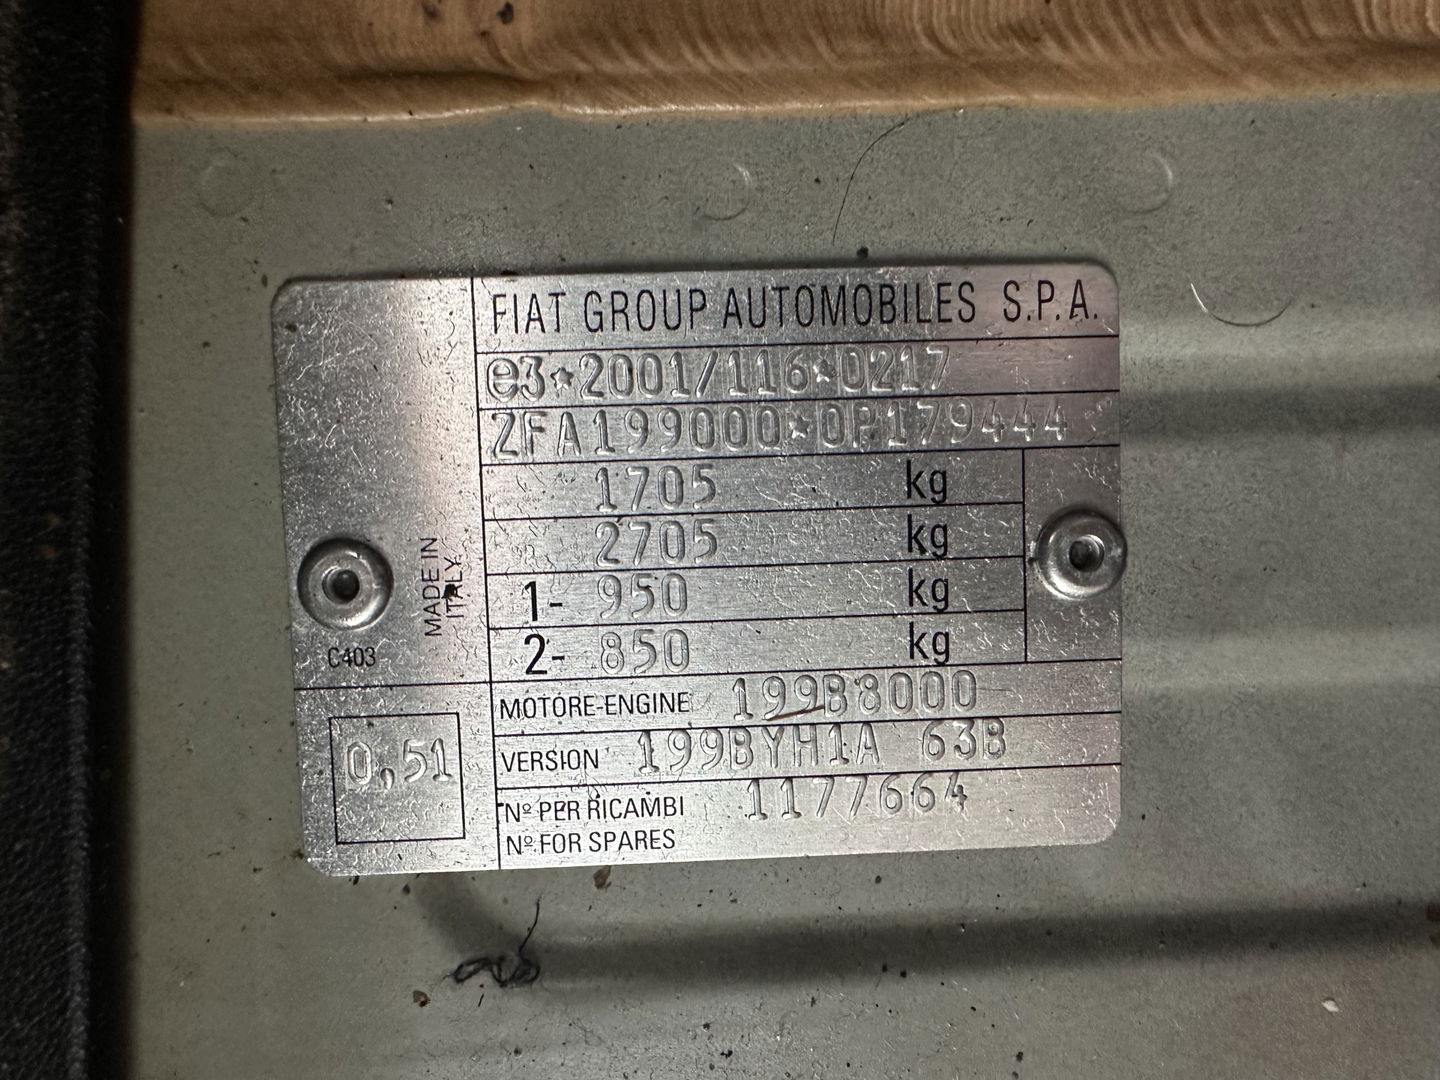 FIAT GROUP AUTOMOBILES S.P.A.
e3*2001/116*0217
ZFA199000*0P179444*
1705 kg
2705 kg
1- 950 kg
2- 850 kg
MADE IN
ITALY
C403
MOTORE-ENGINE 199B8000
0,51
VERSION 199BYH1A 63B
Nº PER RICAMBI 1177664
Nº FOR SPARES